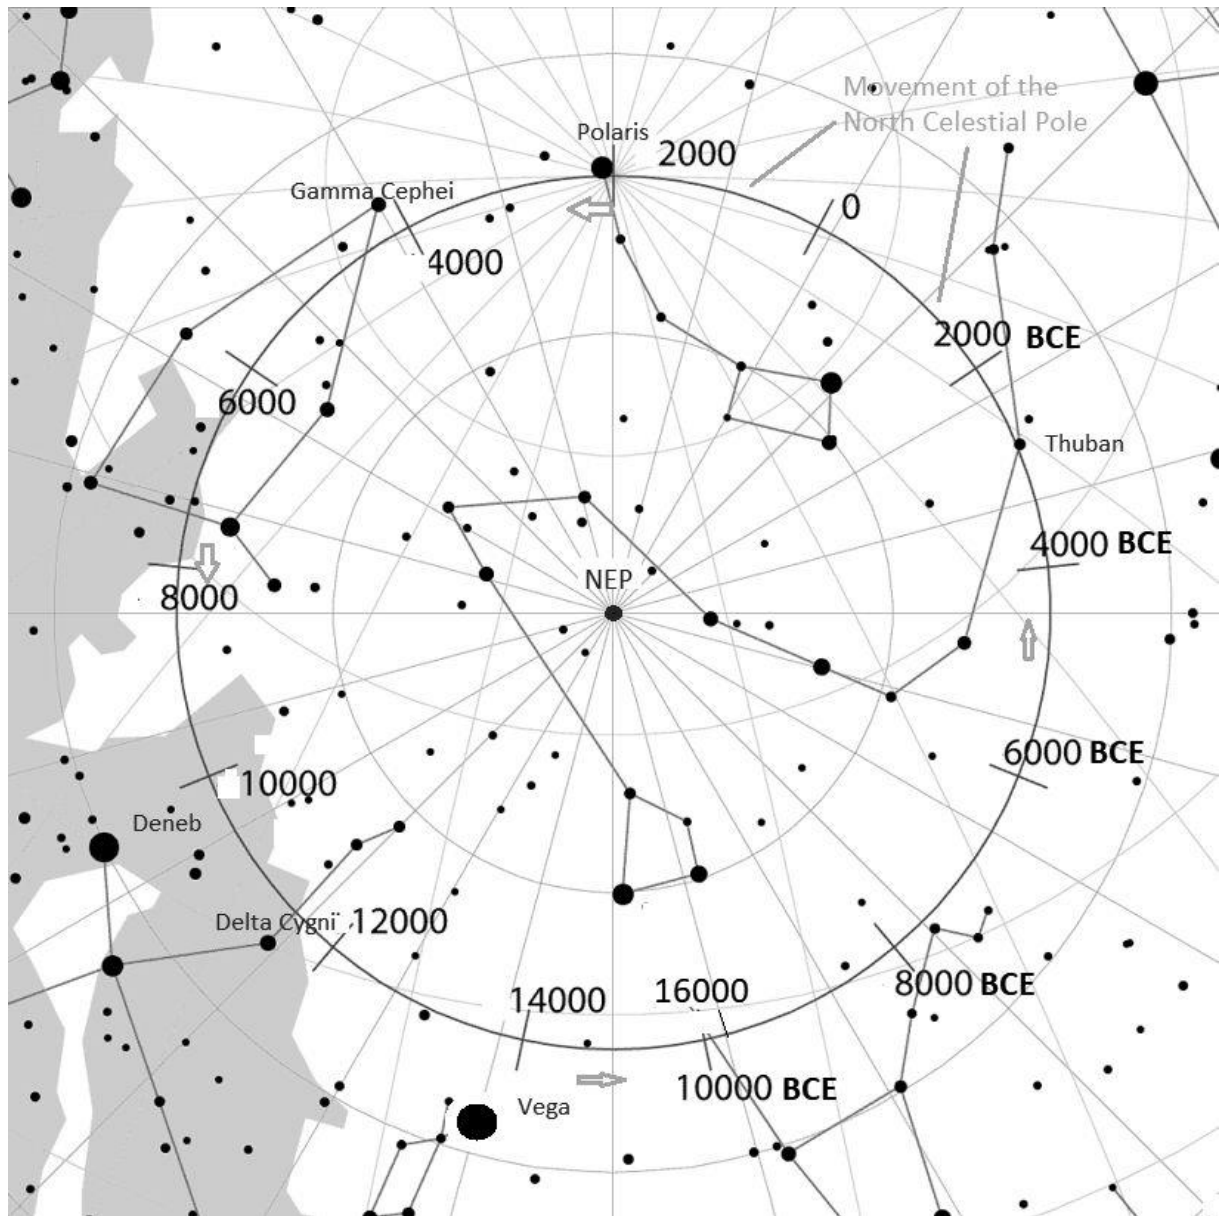 Movement of the
North Celestial Pole
Polaris
2000
Gamma Cephei
0
4000
2000 BCE
6000
Thuban
4000 BCE
NEP
8000
6000 BCE
10000
Deneb
Delta Cygni
12000
8000 BCE
14000
16000
10000 BCE
Vega